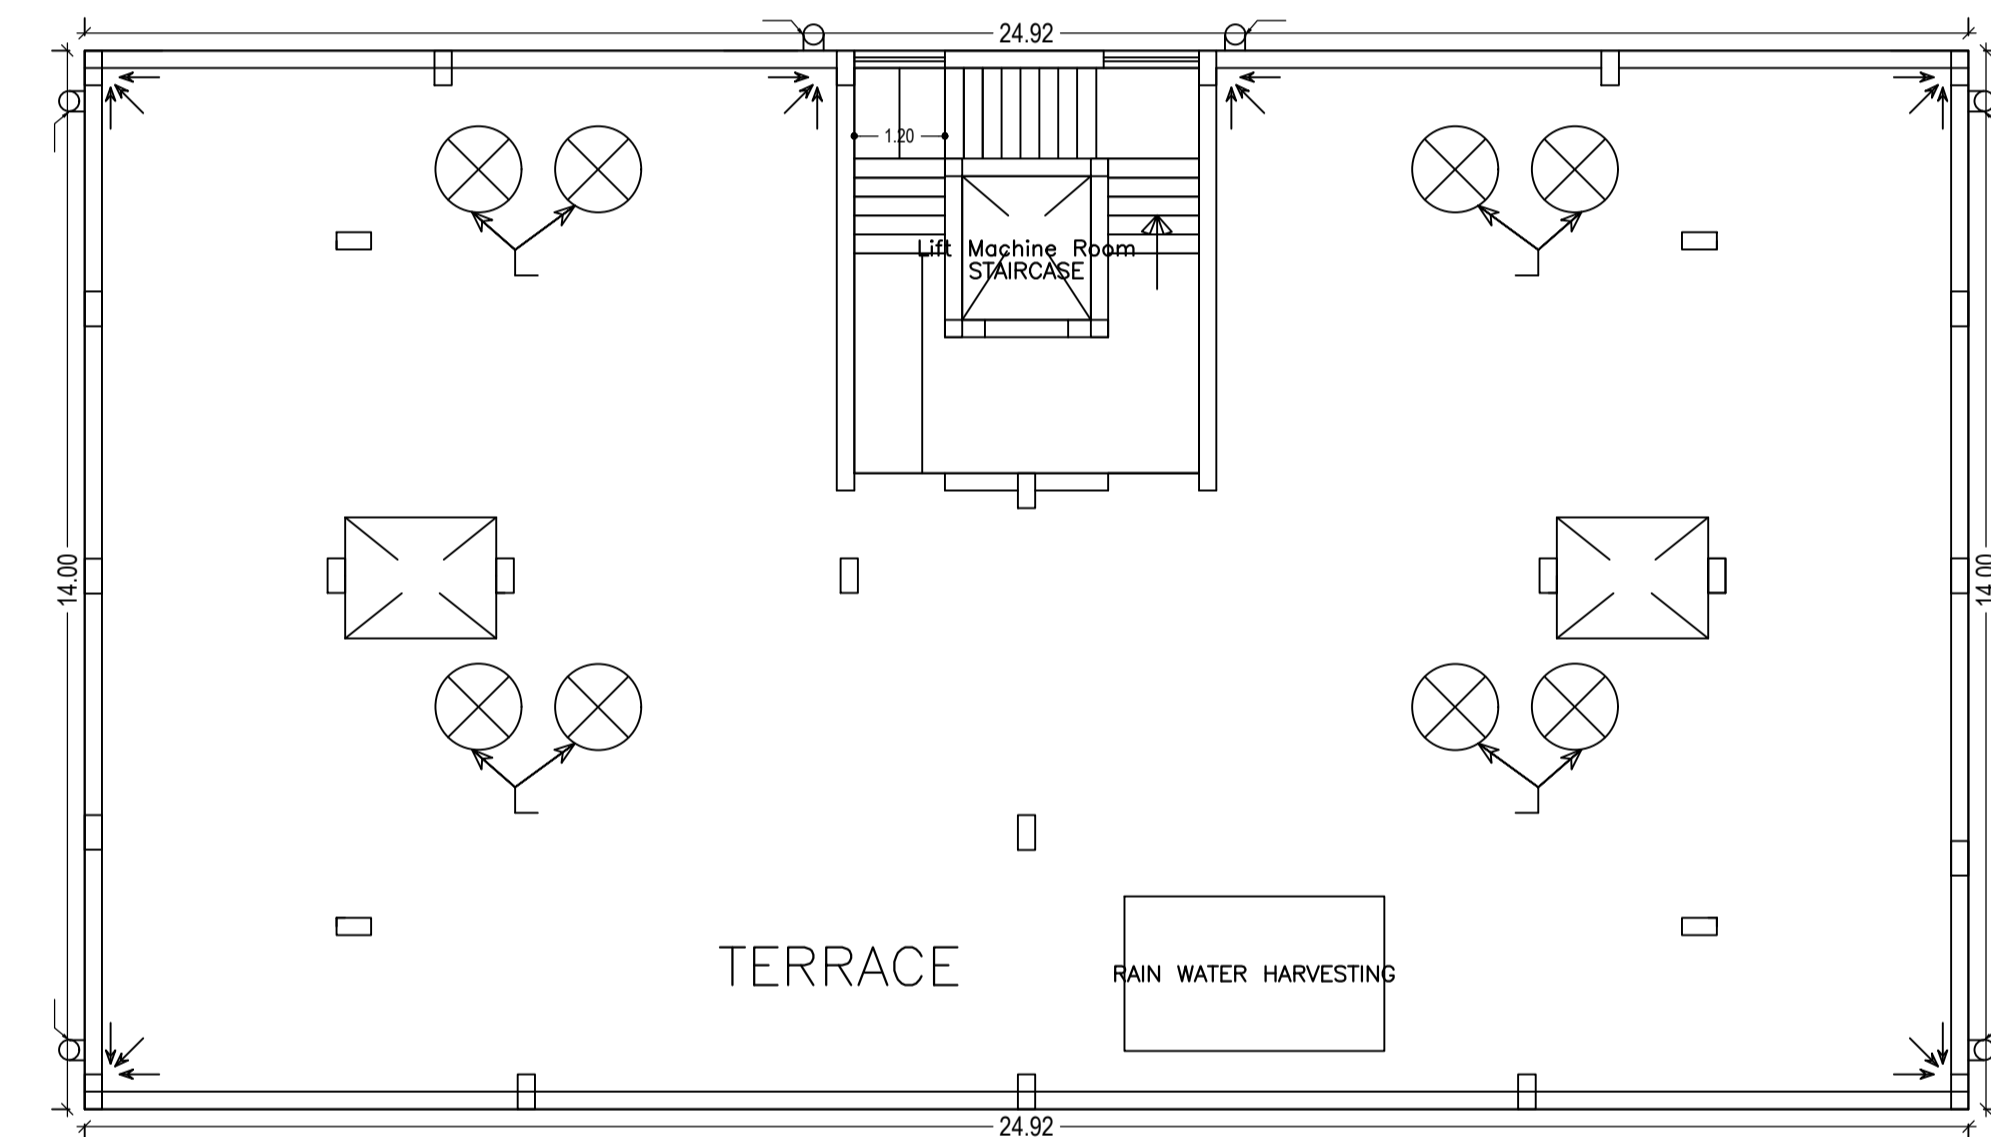 24.92
1.20
Lift Machine Room
STAIRCASE
14.00
14.00
TERRACE
RAIN WATER HARVESTING
24.92